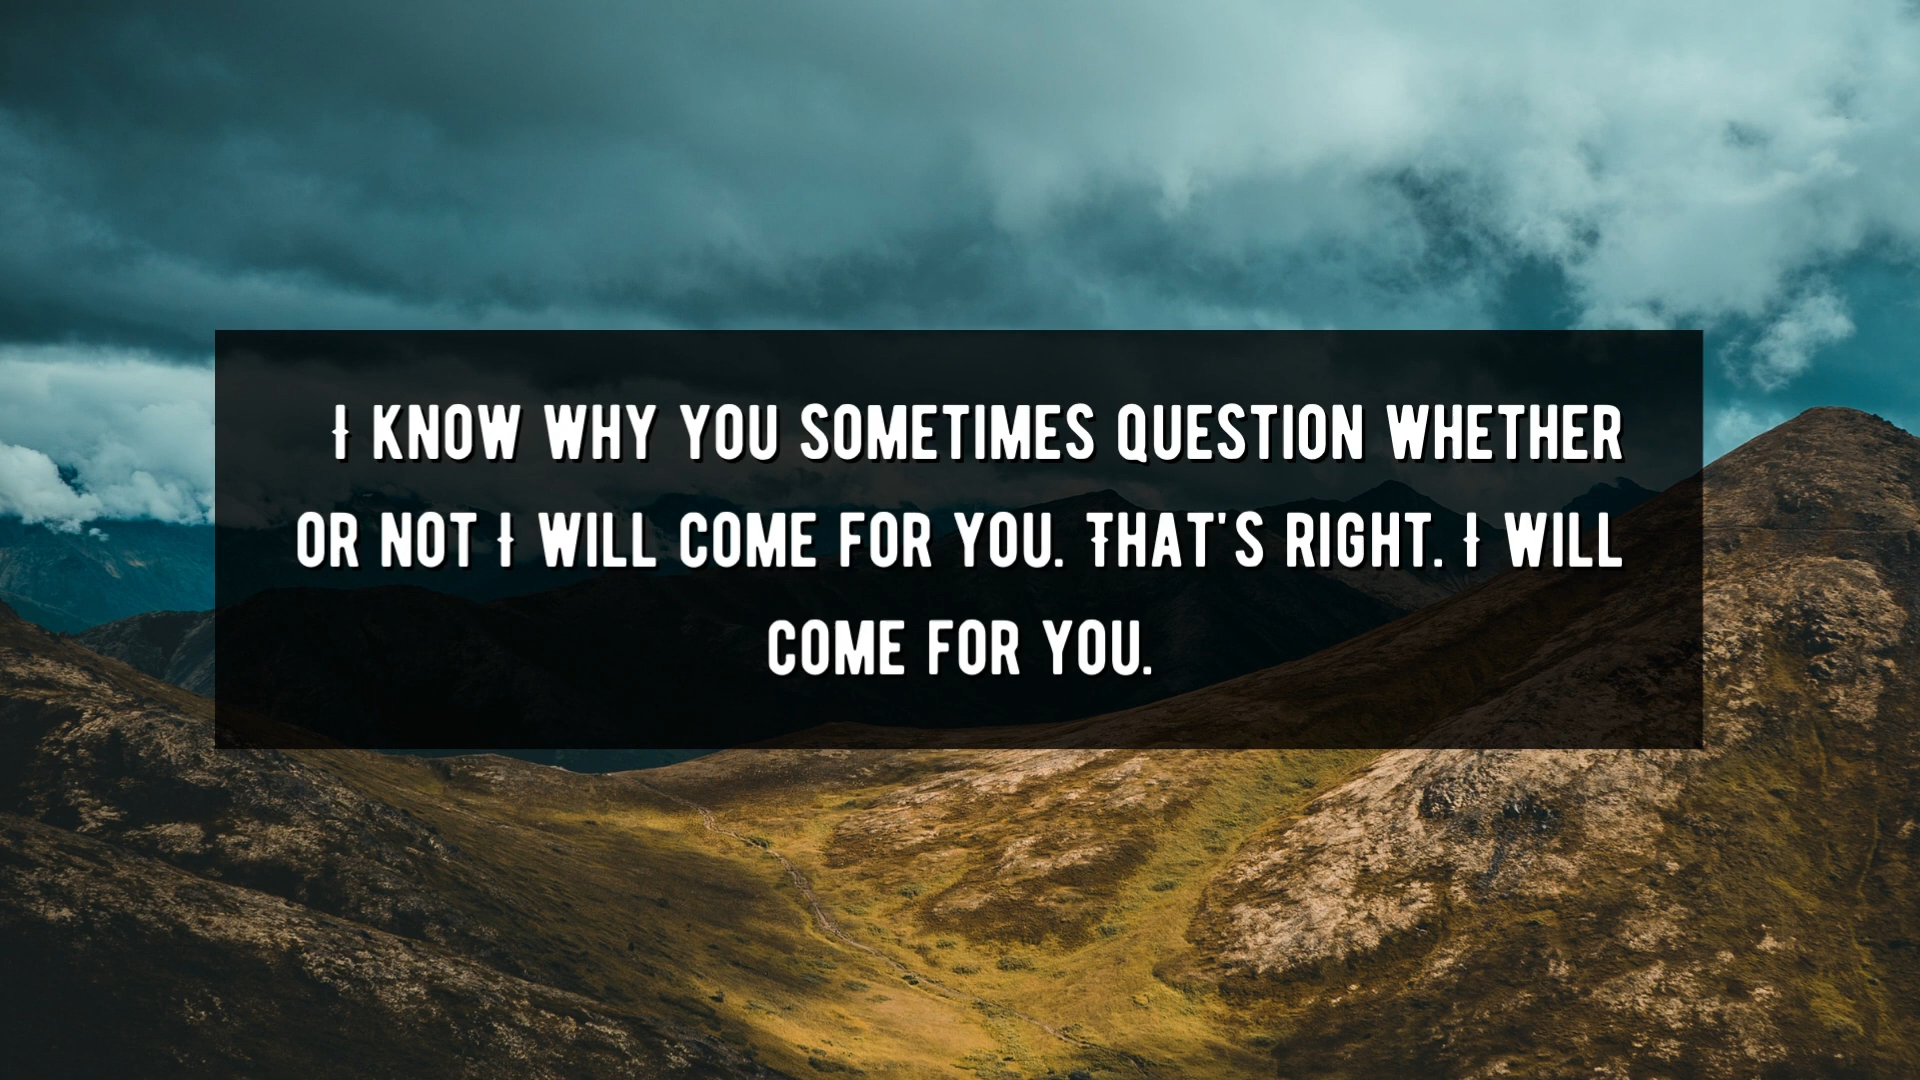 I KNOW WHY YOU SOMETIMES QUESTION WHETHER
OR NOT I WILL COME FOR YOU. THAT'S RIGHT. I WILL
COME FOR YOU.